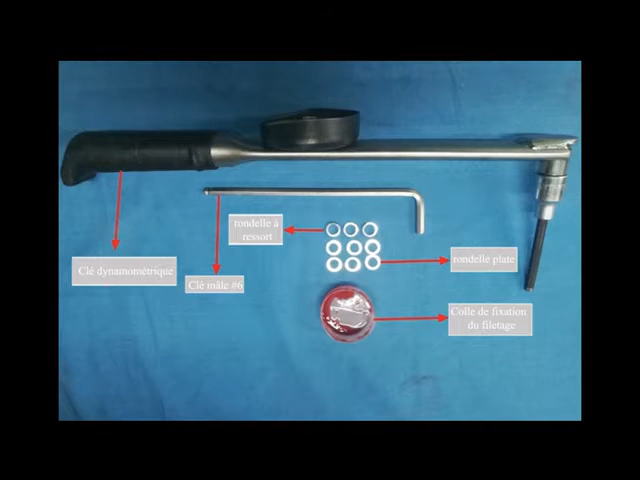 rondelle à
ressort
rondelle plate
Clé dynamométrique
Clé mâle #6
Colle de fixation
du filetage